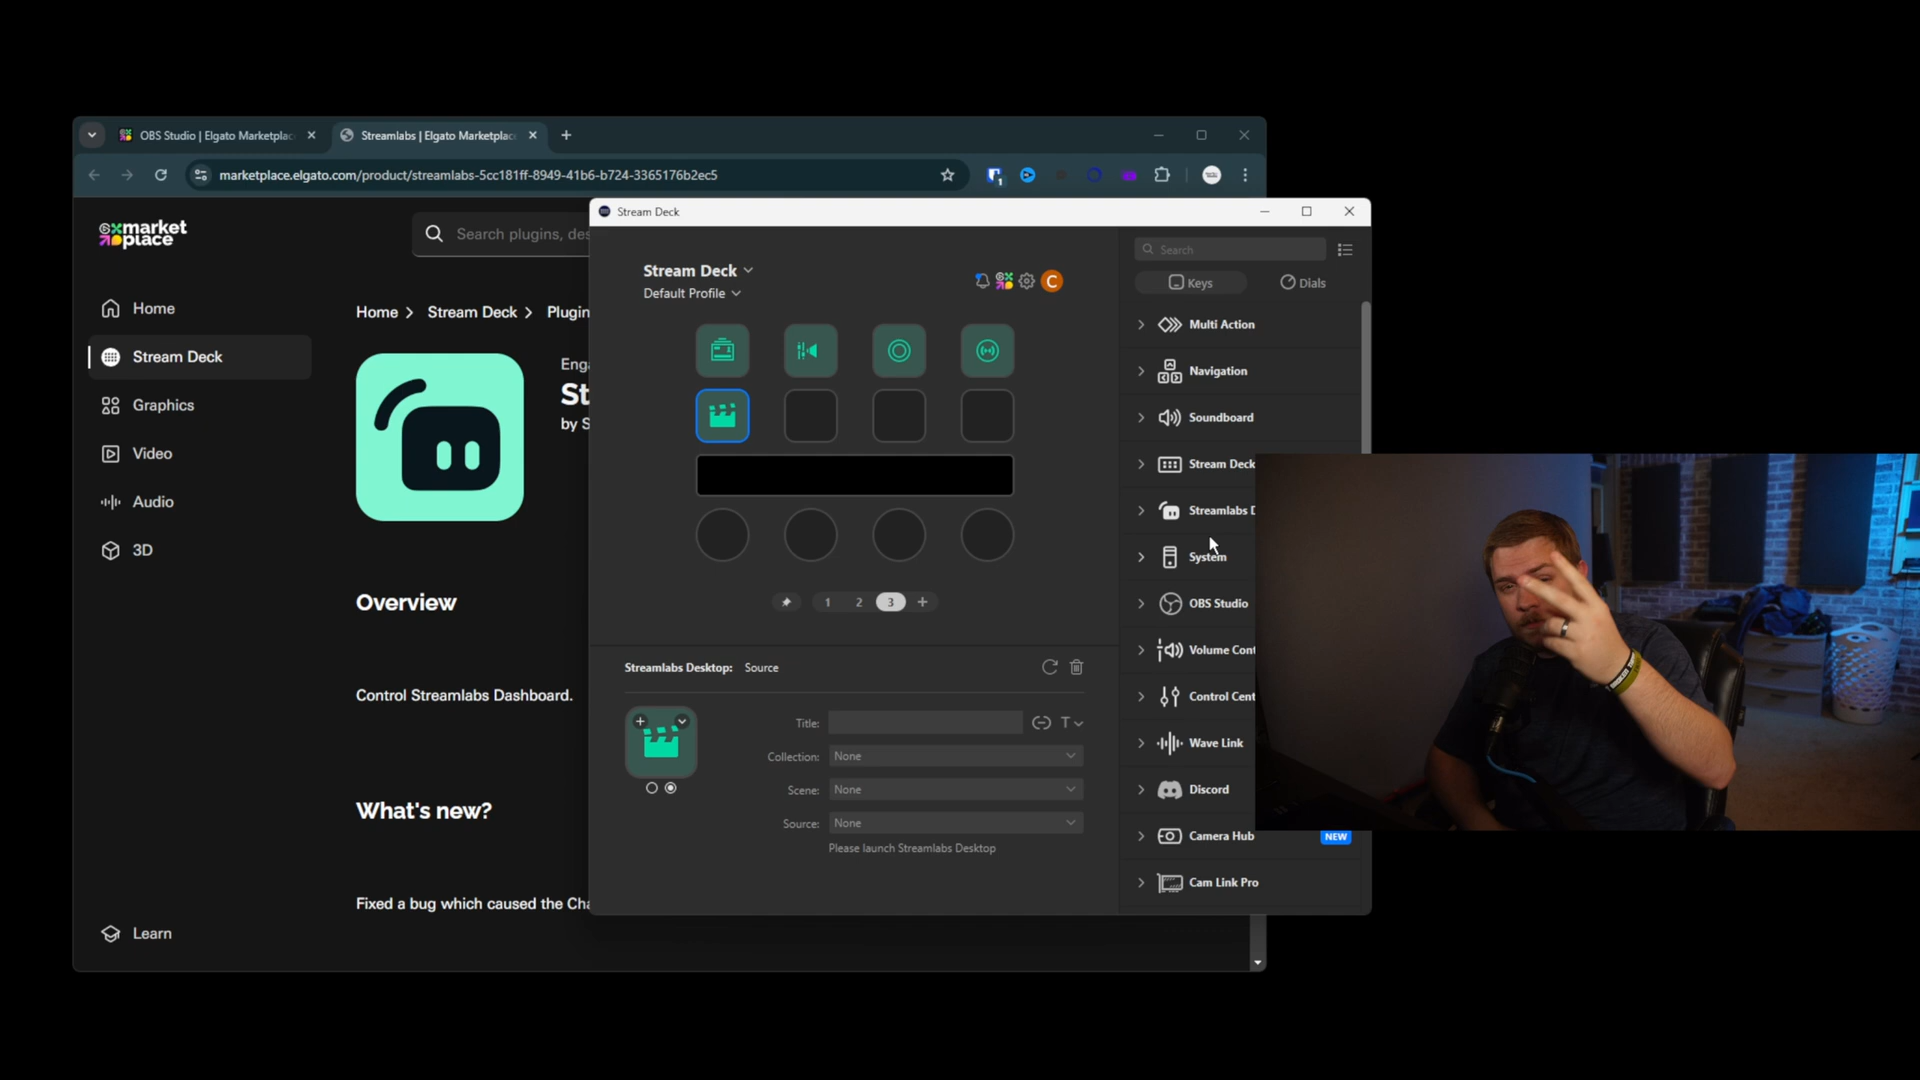 OBS Studio | Elgato Marketplac
Streamlabs | Elgato Marketplac
marketplace.elgato.com/product/streamlabs-5cc181ff-8949-41b6-b724-3365176b2ec5
1
market
place
Search plugins, des
Home
Stream Deck
Graphics
Video
Audio
3D
Learn
Home > Stream Deck > Plugin
Eng
St
by S
Overview
Control Streamlabs Dashboard.
What's new?
Fixed a bug which caused the Cha
Stream Deck
Stream Deck
Default Profile
C
1 2 3 +
Streamlabs Desktop: Source
Title:
T
Collection: None
Scene: None
Source: None
Please launch Streamlabs Desktop
Search
Keys
Dials
Multi Action
Navigation
Soundboard
Stream Deck
Streamlabs D
System
OBS Studio
Volume Cont
Control Cent
Wave Link
Discord
Camera Hub
NEW
Cam Link Pro